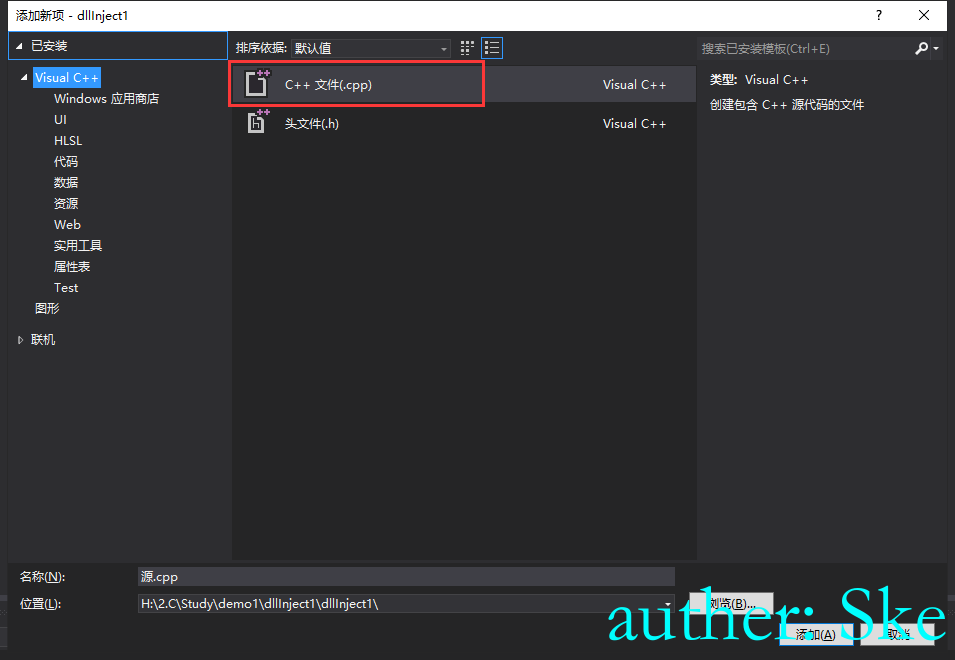 添加新项 - dllInject1
?
已安装
排序依据: 默认值
搜索已安装模板(Ctrl+E)
Visual C++
Windows 应用商店
UI
HLSL
代码
数据
资源
Web
实用工具
属性表
Test
图形
联机
C++ 文件(.cpp) Visual C++
头文件(.h) Visual C++
类型: Visual C++
创建包含 C++ 源代码的文件
名称(N): 源.cpp
位置(L): H:\2.C\Study\demo1\dllInject1\dllInject1\
浏览(B)...
添加(A) 取消
auther: Ske